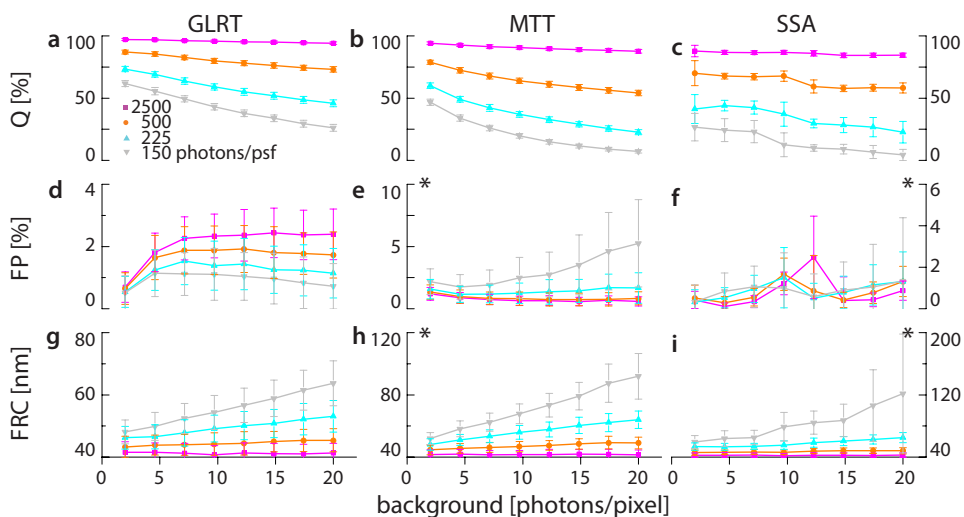 GLRT MTT SSA
a b c
100 100 100
Q [%]
50 50 50
2500
500
225
150 photons/psf
0 0 0
d e * f *
4 10 6
FP [%]
2 5 4
2
0 0 0
g h * i *
80 120 200
FRC [nm]
60 80 120
40 40 40
0 5 10 15 20 0 5 10 15 20 0 5 10 15 20
background [photons/pixel]